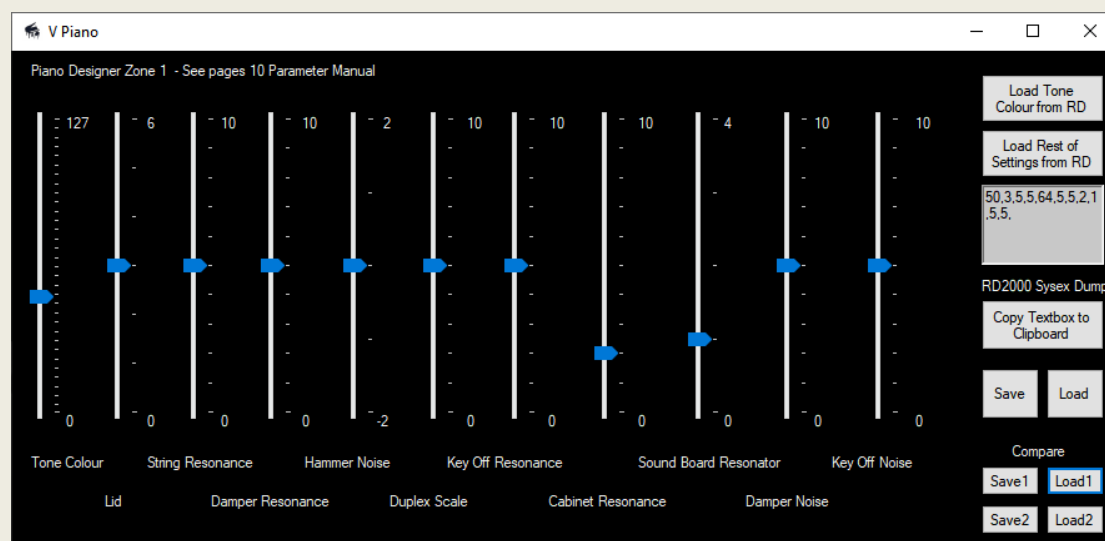 V Piano
Piano Designer Zone 1 - See pages 10 Parameter Manual
127 6 10 10 2 10 10 10 4 10 10
0 0 0 0 -2 0 0 0 0 0 0
Tone Colour String Resonance Hammer Noise Key Off Resonance Sound Board Resonator Key Off Noise
Lid Damper Resonance Duplex Scale Cabinet Resonance Damper Noise
Load Tone
Colour from RD
Load Rest of
Settings from RD
50,3,5,5,64,5,5,2,1
,5,5,
RD2000 Sysex Dump
Copy Textbox to
Clipboard
Save Load
Compare
Save1 Load1
Save2 Load2